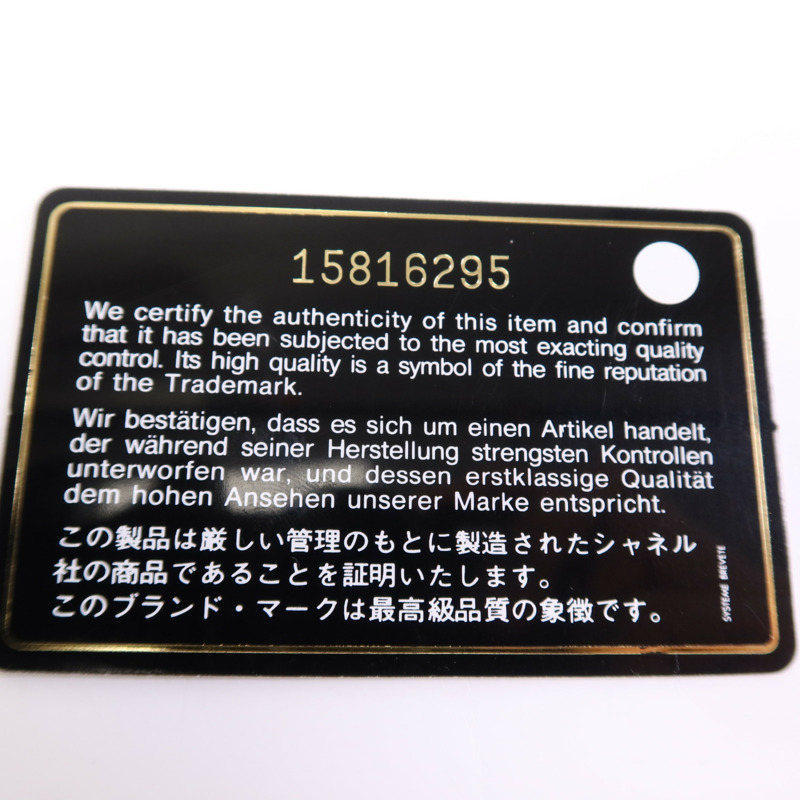 15816295
We certify the authenticity of this item and confirm
that it has been subjected to the most exacting quality
control. Its high quality is a symbol of the fine reputation
of the Trademark.
Wir bestätigen, dass es sich um einen Artikel handelt,
der während seiner Herstellung strengsten Kontrollen
unterworfen war, und dessen erstklassige Qualität
dem hohen Ansehen unserer Marke entspricht.
この製品は厳しい管理のもとに製造されたシャネル
社の商品であることを証明いたします。
このブランド・マークは最高級品質の象徴です。
SYSTEME BREVETE